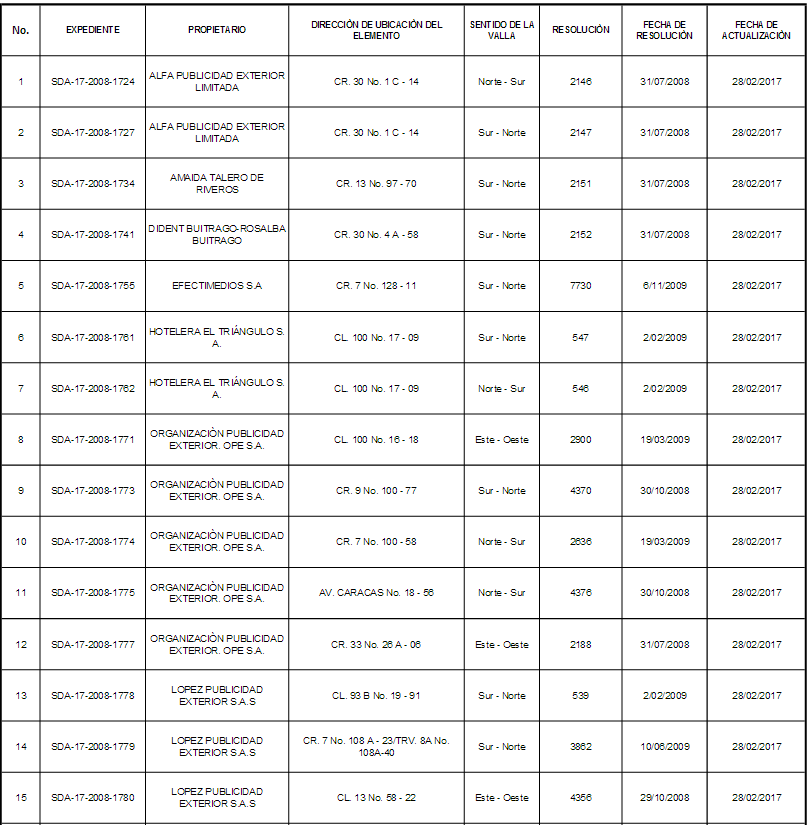 No. EXPEDIENTE PROPIETARIO DIRECCIÓN DE UBICACIÓN DEL ELEMENTO SENTIDO DE LA VALLA RESOLUCIÓN FECHA DE RESOLUCIÓN FECHA DE ACTUALIZACIÓN
1 SDA-17-2008-1724 ALFA PUBLICIDAD EXTERIOR LIMITADA CR. 30 No. 1 C - 14 Norte - Sur 2146 31/07/2008 28/02/2017
2 SDA-17-2008-1727 ALFA PUBLICIDAD EXTERIOR LIMITADA CR. 30 No. 1 C - 14 Sur - Norte 2147 31/07/2008 28/02/2017
3 SDA-17-2008-1734 AMAIDA TALERO DE RIVEROS CR. 13 No. 97 - 70 Sur - Norte 2151 31/07/2008 28/02/2017
4 SDA-17-2008-1741 DIDENT BUITRAGO-ROSALBA BUITRAGO CR. 30 No. 4 A - 58 Sur - Norte 2152 31/07/2008 28/02/2017
5 SDA-17-2008-1755 EFECTIMEDIOS S.A CR. 7 No. 128 - 11 Sur - Norte 7730 6/11/2009 28/02/2017
6 SDA-17-2008-1761 HOTELERA EL TRIÁNGULO S. A. CL. 100 No. 17 - 09 Sur - Norte 547 2/02/2009 28/02/2017
7 SDA-17-2008-1762 HOTELERA EL TRIÁNGULO S. A. CL. 100 No. 17 - 09 Norte - Sur 546 2/02/2009 28/02/2017
8 SDA-17-2008-1771 ORGANIZACIÒN PUBLICIDAD EXTERIOR. OPE S.A. CL. 100 No. 16 - 18 Este - Oeste 2900 19/03/2009 28/02/2017
9 SDA-17-2008-1773 ORGANIZACIÒN PUBLICIDAD EXTERIOR. OPE S.A. CR. 9 No. 100 - 77 Sur - Norte 4370 30/10/2008 28/02/2017
10 SDA-17-2008-1774 ORGANIZACIÒN PUBLICIDAD EXTERIOR. OPE S.A. CR. 7 No. 100 - 58 Norte - Sur 2636 19/03/2009 28/02/2017
11 SDA-17-2008-1775 ORGANIZACIÒN PUBLICIDAD EXTERIOR. OPE S.A. AV. CARACAS No. 18 - 56 Norte - Sur 4376 30/10/2008 28/02/2017
12 SDA-17-2008-1777 ORGANIZACIÒN PUBLICIDAD EXTERIOR. OPE S.A. CR. 33 No. 26 A - 06 Este - Oeste 2188 31/07/2008 28/02/2017
13 SDA-17-2008-1778 LOPEZ PUBLICIDAD EXTERIOR S.A.S CL. 93 B No. 19 - 91 Sur - Norte 539 2/02/2009 28/02/2017
14 SDA-17-2008-1779 LOPEZ PUBLICIDAD EXTERIOR S.A.S CR. 7 No. 108 A - 23/TRV. 8A No. 108A-40 Sur - Norte 3862 10/06/2009 28/02/2017
15 SDA-17-2008-1780 LOPEZ PUBLICIDAD EXTERIOR S.A.S CL. 13 No. 58 - 22 Este - Oeste 4356 29/10/2008 28/02/2017